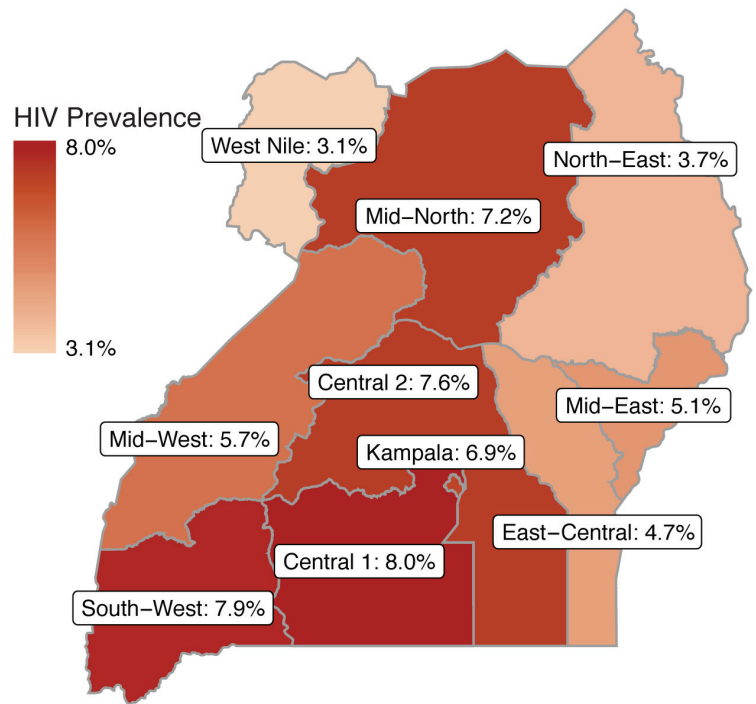 HIV Prevalence
8.0%
3.1%
West Nile: 3.1%
North−East: 3.7%
Mid−North: 7.2%
Central 2: 7.6%
Mid−East: 5.1%
Mid−West: 5.7%
Kampala: 6.9%
East−Central: 4.7%
Central 1: 8.0%
South−West: 7.9%